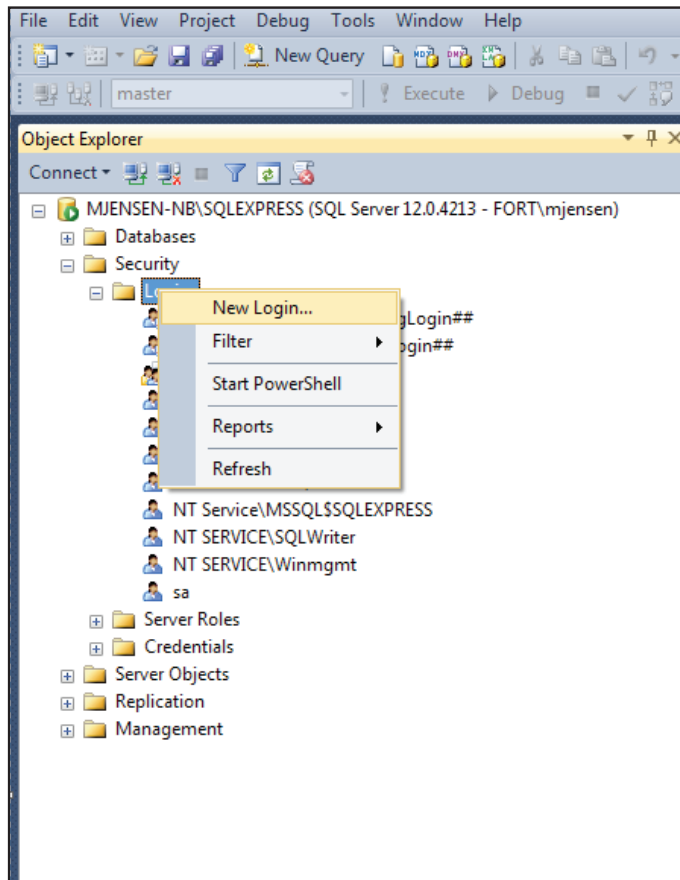 File Edit View Project Debug Tools Window Help
New Query
master Execute Debug
Object Explorer
Connect
MJENSEN-NB\SQLEXPRESS (SQL Server 12.0.4213 - FORT\mjensen)
Databases
Security
New Login...
gLogin##
Filter
ogin##
Start PowerShell
Reports
Refresh
NT Service\MSSQL$SQLEXPRESS
NT SERVICE\SQLWriter
NT SERVICE\Winmgmt
sa
Server Roles
Credentials
Server Objects
Replication
Management